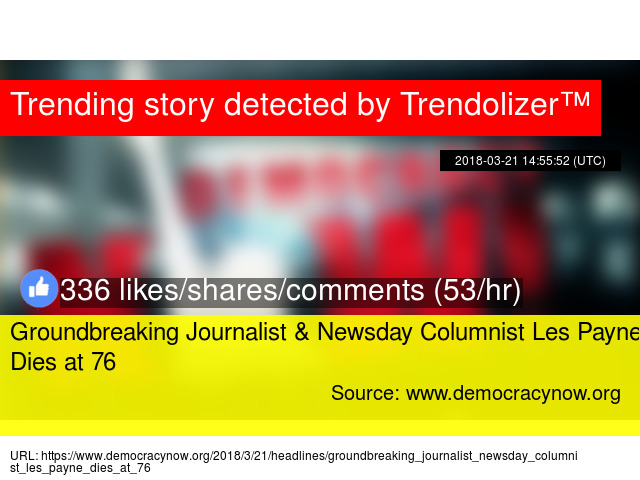 Trending story detected by Trendolizer™
2018-03-21 14:55:52 (UTC)
336 likes/shares/comments (53/hr)
Groundbreaking Journalist & Newsday Columnist Les Payne
Dies at 76
Source: www.democracynow.org
URL: https://www.democracynow.org/2018/3/21/headlines/groundbreaking_journalist_newsday_columni
st_les_payne_dies_at_76